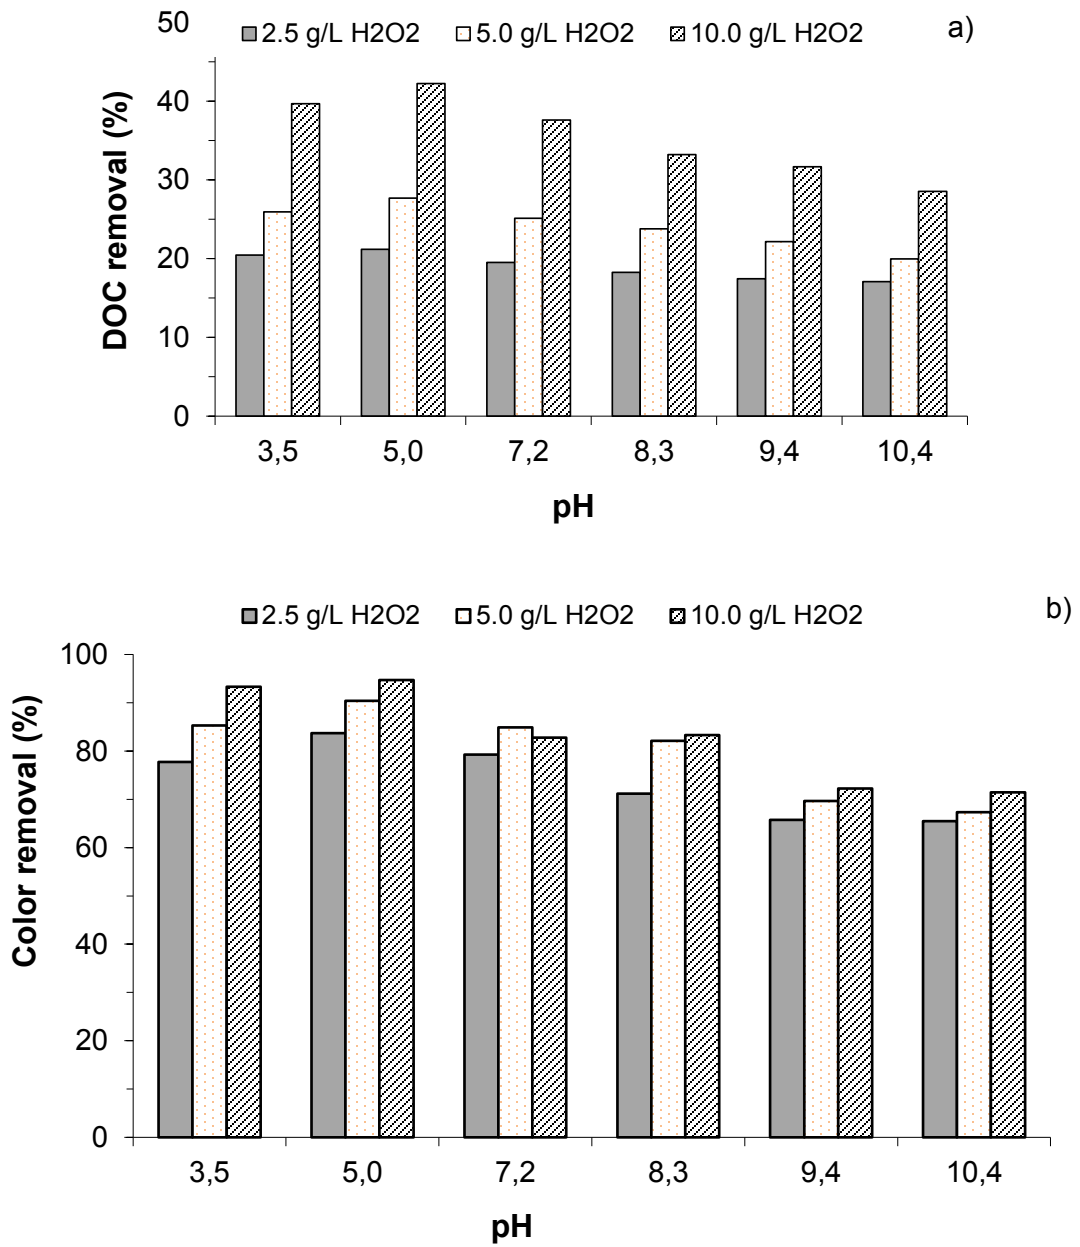 50
2.5 g/L H2O2 5.0 g/L H2O2 10.0 g/L H2O2 a)
40
30
20
10
0
DOC removal (%)
3,5 5,0 7,2 8,3 9,4 10,4
pH
2.5 g/L H2O2 5.0 g/L H2O2 10.0 g/L H2O2 b)
100
80
60
40
20
0
Color removal (%)
3,5 5,0 7,2 8,3 9,4 10,4
pH